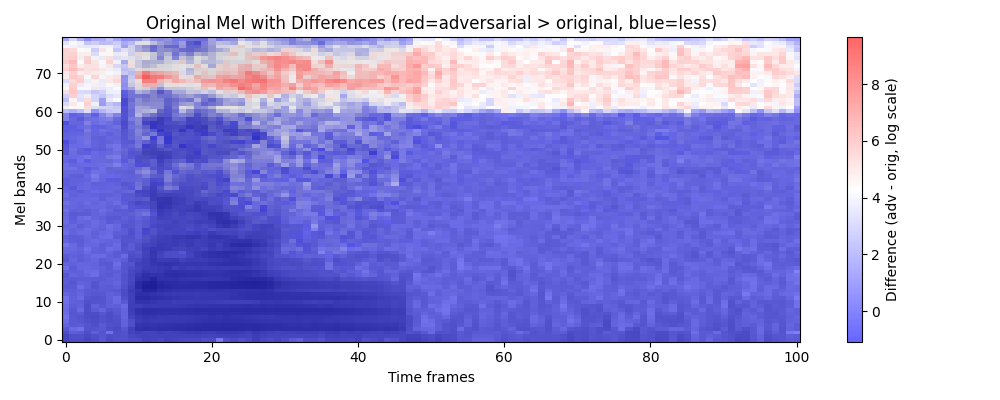 Original Mel with Differences (red=adversarial > original, blue=less)
70
60
50
40
30
20
10
0
Mel bands
0 20 40 60 80 100
Time frames
8
6
4
2
0
Difference (adv - orig, log scale)